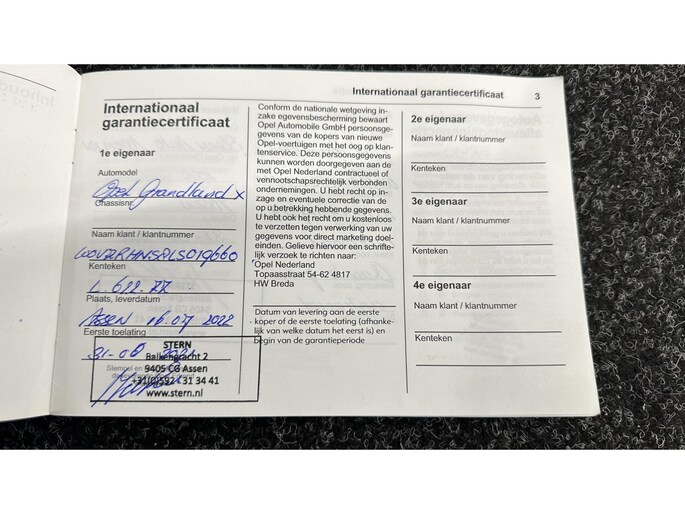 Internationaal garantiecertificaat 3
Internationaal
garantiecertificaat
1e eigenaar
Automodel
Opel Grandland X
Chassisnr.
Naam klant / klantnummer
Kenteken
Plaats, leverdatum
Assen 16.07 2022
Eerste toelating
STERN
Balkengracht 2
9405 CG Assen
+31(0)592 31 34 41
www.stern.nl
Conform de nationale wetgeving in-
zake egevensbescherming bewaart
Opel Automobile GmbH persoonsge-
gevens van de kopers van nieuwe
Opel-voertuigen met het oog op klan-
tenservice. Deze persoonsgegevens
kunnen worden doorgegeven aan de
met Opel Nederland contractueel of
vennootschapsrechtelijk verbonden
ondernemingen. U hebt recht op in-
zage en eventuele correctie van de
op u betrekking hebbende gegevens.
U hebt ook het recht om u kosteloos
te verzetten tegen verwerking van uw
gegevens voor direct marketing doel-
einden. Gelieve hiervoor een schrifte-
lijk verzoek te richten naar:
Opel Nederland
Topaasstraat 54-62 4817
HW Breda
Datum van levering aan de eerste
koper of de eerste toelating (afhanke-
lijk van welke datum het eerst is) en
begin van de garantieperiode
2e eigenaar
Naam klant / klantnummer
Kenteken
3e eigenaar
Naam klant / klantnummer
Kenteken
4e eigenaar
Naam klant / klantnummer
Kenteken